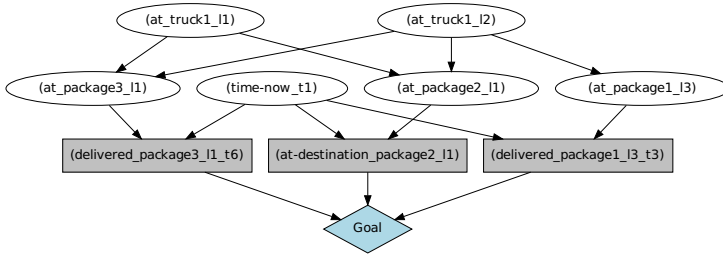 (at_truck1_l1)
(at_truck1_l2)
(at_package3_l1)
(time-now_t1)
(at_package2_l1)
(at_package1_l3)
(delivered_package3_l1_t6)
(at-destination_package2_l1)
(delivered_package1_l3_t3)
Goal